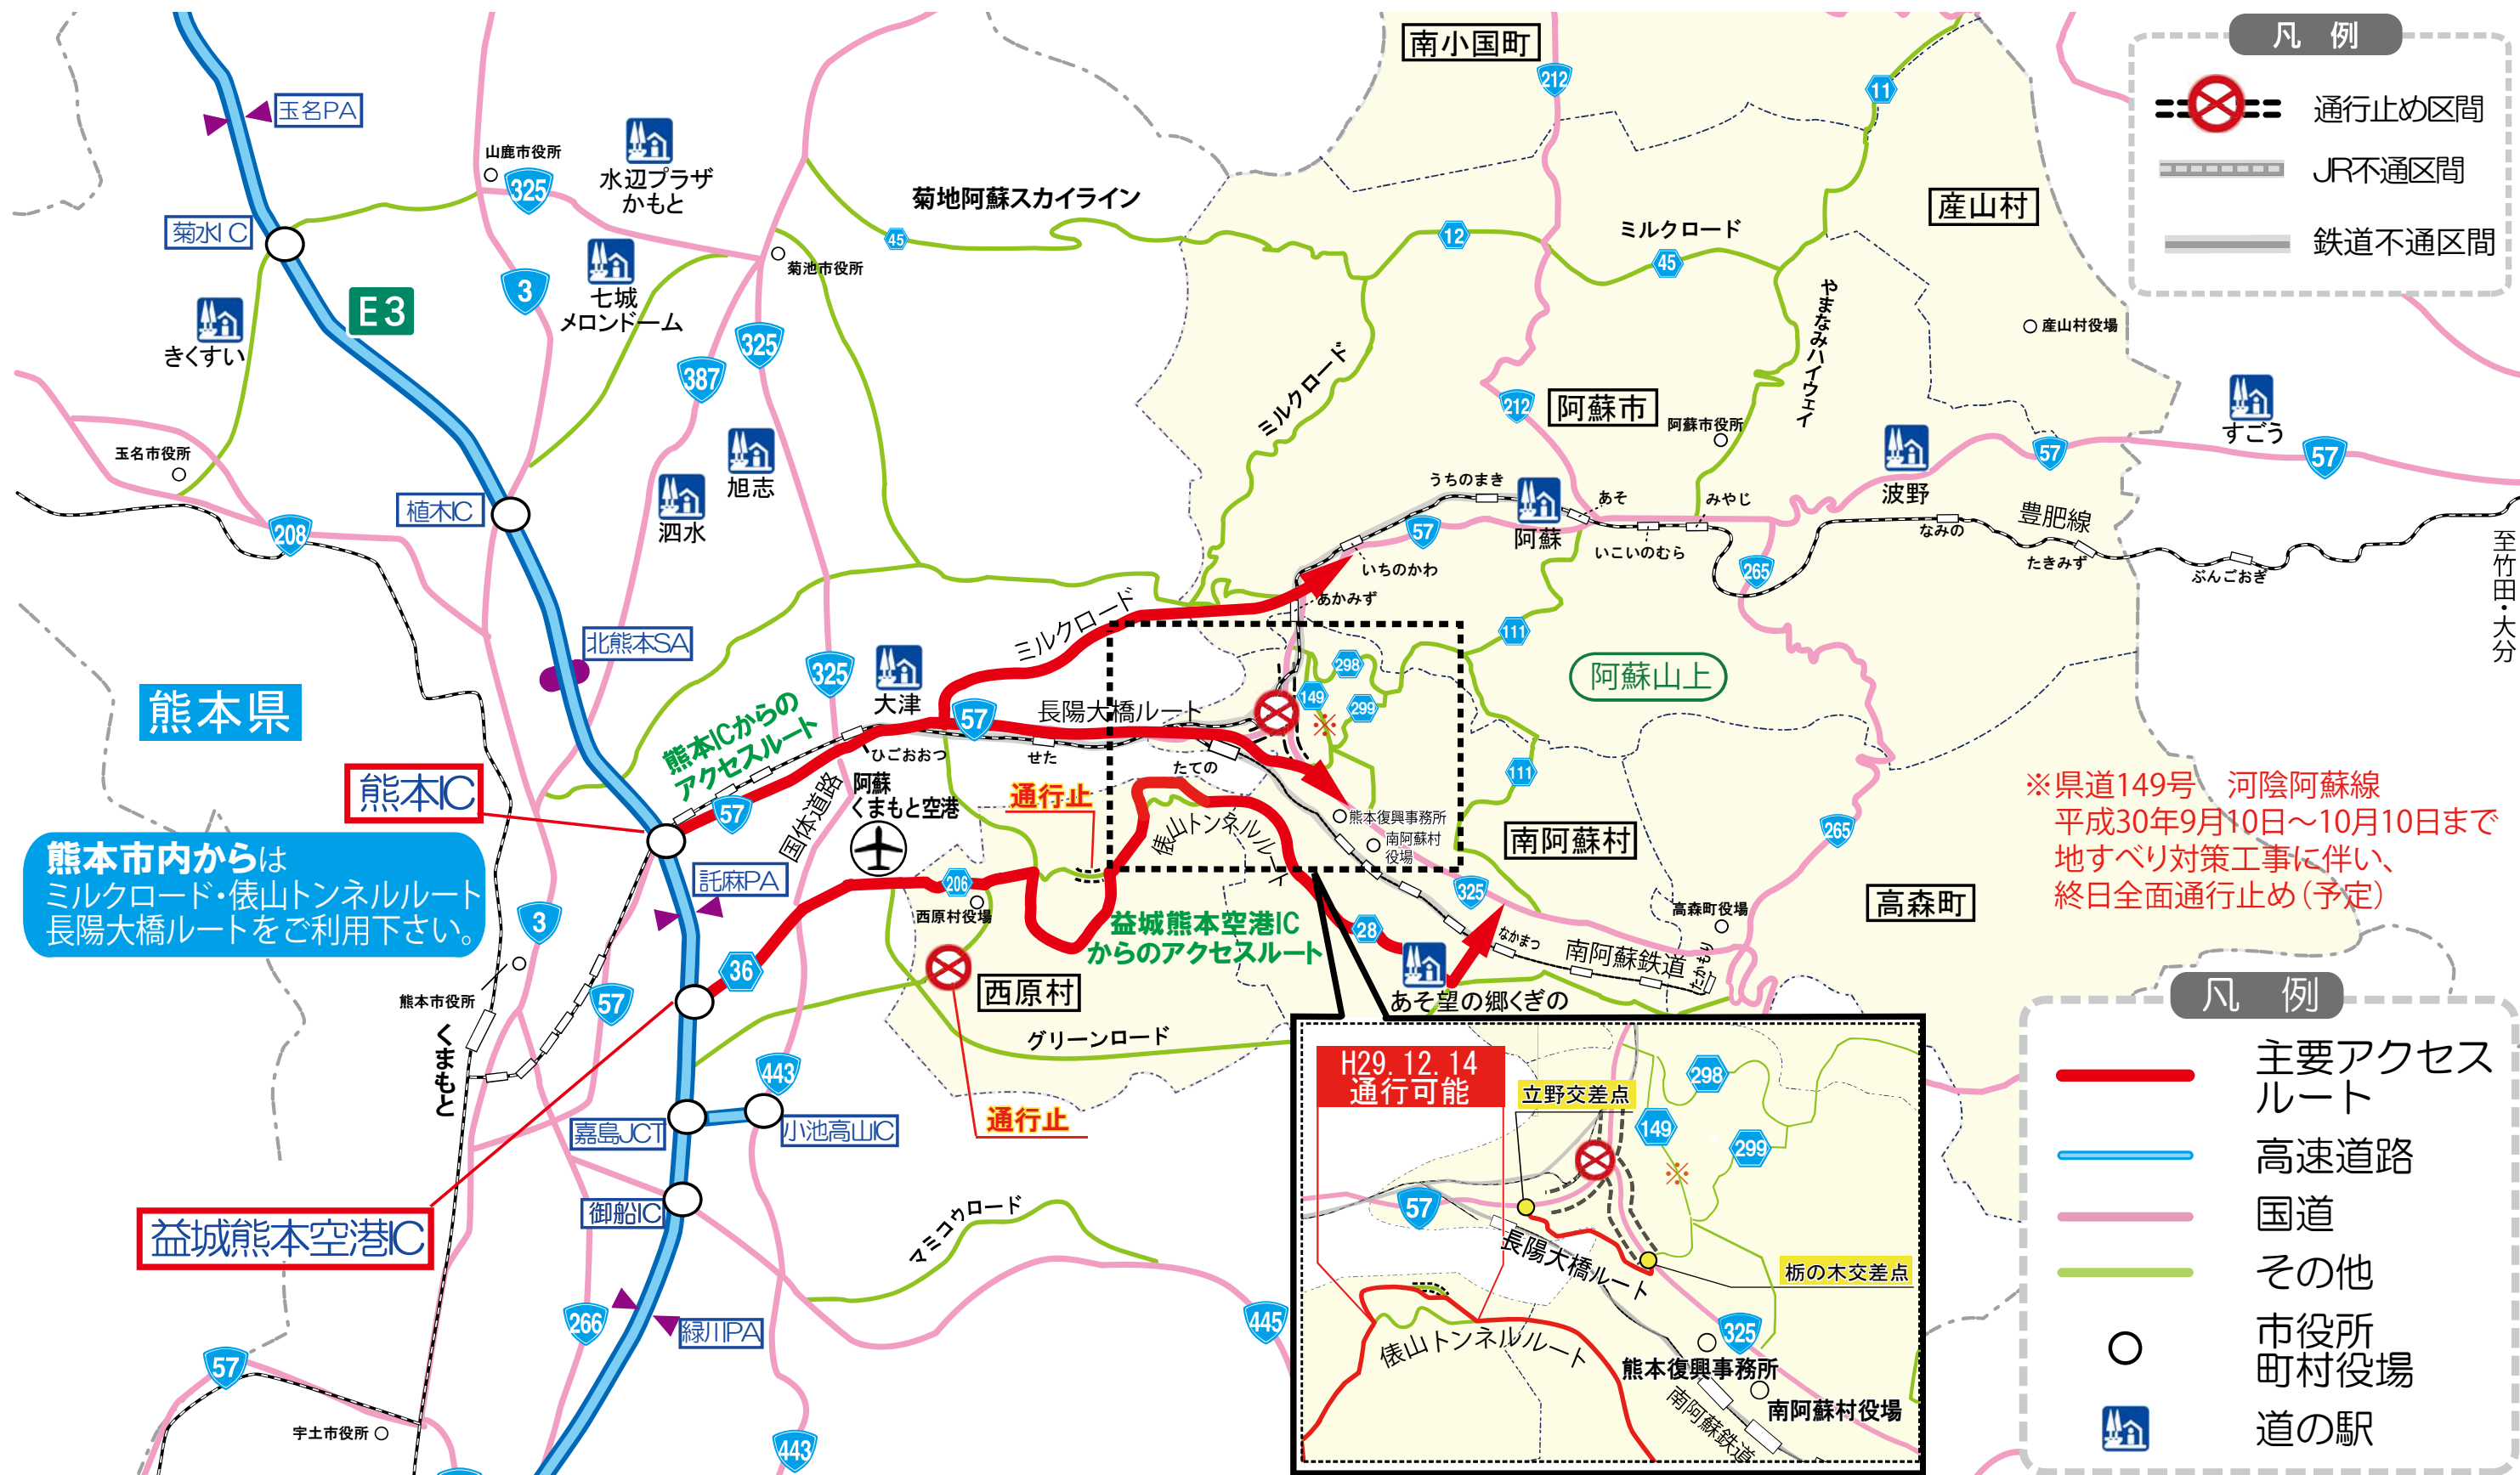 南小国町
凡　例
212
11
通行止め区間
JR不通区間
鉄道不通区間
玉名PA
山鹿市役所
325
水辺プラザ
かもと
菊地阿蘇スカイライン
産山村
菊水IC
45
12
ミルクロード
45
菊池市役所
3
七城
メロンドーム
E3
やまなみハイウェイ
産山村役場
きくすい
325
387
ミルクロード
212
阿蘇市
阿蘇市役所
すごう
57
57
玉名市役所
旭志
泗水
波野
植木IC
208
うちのまき
あそ
みやじ
阿蘇
57
いこいのむら
なみの
豊肥線
たきみず
ぶんごおぎ
至竹田・大分
いちのかわ
265
あかみず
111
北熊本SA
ミルクロード
325
大津
298
149
299
※
阿蘇山上
熊本県
熊本ICからの
アクセスルート
57
長陽大橋ルート
ひごおおつ
せた
たての
111
熊本IC
57
国体道路
阿蘇
くまもと空港
通行止
俵山トンネルルート
熊本復興事務所
南阿蘇村
役場
南阿蘇村
265
※県道149号　河陰阿蘇線
平成30年9月10日〜10月10日まで
地すべり対策工事に伴い、
終日全面通行止め（予定）
熊本市内からは
ミルクロード・俵山トンネルルート
長陽大橋ルートをご利用下さい。
託麻PA
206
西原村役場
325
高森町
高森町役場
3
益城熊本空港IC
からのアクセスルート
28
なかまつ
南阿蘇鉄道
たかもり
36
西原村
あそ望の郷くぎの
熊本市役所
くまもと
57
グリーンロード
443
通行止
嘉島JCT
小池高山IC
益城熊本空港IC
御船IC
マミコゥロード
266
緑川PA
445
57
宇土市役所
443
H29.12.14
通行可能
立野交差点
298
149
299
※
57
長陽大橋ルート
栃の木交差点
325
俵山トンネルルート
熊本復興事務所
南阿蘇村役場
南阿蘇鉄道
凡　例
主要アクセス
ルート
高速道路
国道
その他
市役所
町村役場
道の駅